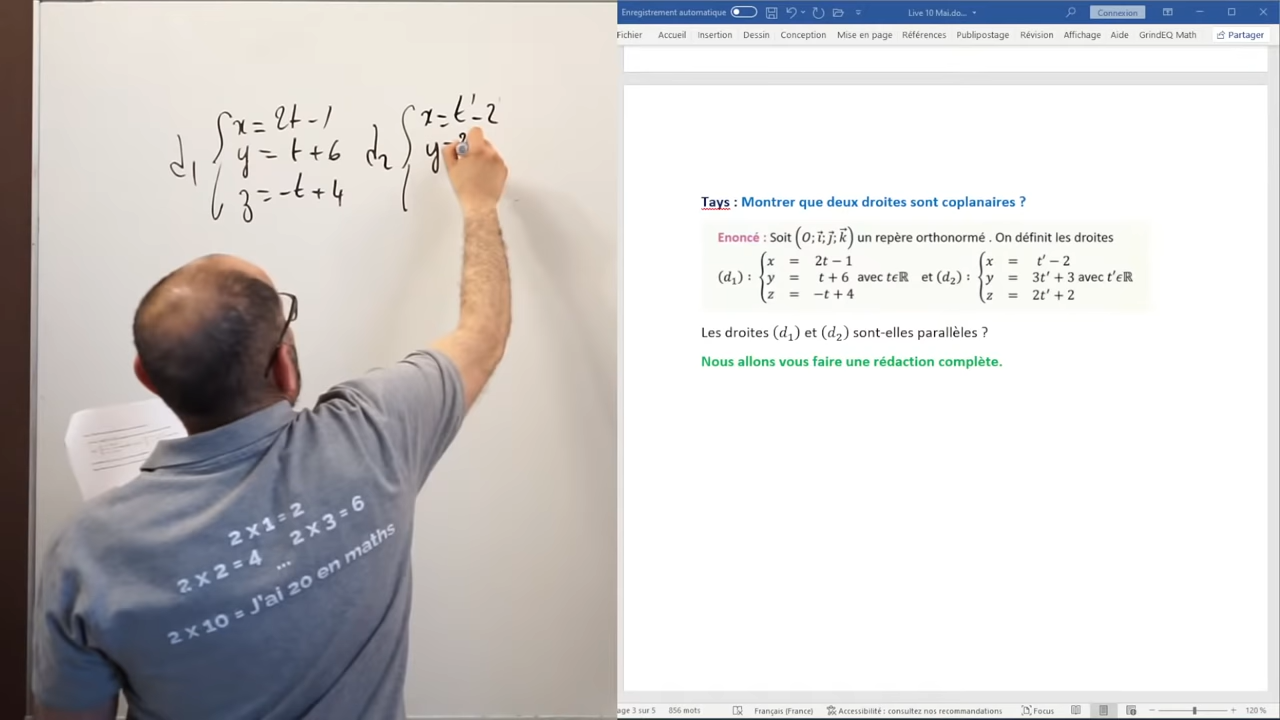 d₁ { x = 2t - 1
y = t + 6
z = -t + 4
d₂ { x = t' - 2
y = 3
2 x 1 = 2
2 x 2 = 4 2 x 3 = 6
...
2 x 10 = J'ai 20 en maths
Enregistrement automatique
Live 10 Mai.do...
Connexion
Fichier Accueil Insertion Dessin Conception Mise en page Références Publipostage Révision Affichage Aide GrindEQ Math Partager
Tays : Montrer que deux droites sont coplanaires ?
Enoncé : Soit (O; i⃗; j⃗; k⃗) un repère orthonormé . On définit les droites
(d₁) : { x = 2t − 1
y = t + 6 avec tϵℝ
z = −t + 4
et (d₂) : { x = t′ − 2
y = 3t′ + 3 avec t′ϵℝ
z = 2t′ + 2
Les droites (d₁) et (d₂) sont-elles parallèles ?
Nous allons vous faire une rédaction complète.
page 3 sur 5 856 mots Français (France) Accessibilité : consultez nos recommandations Focus 120 %